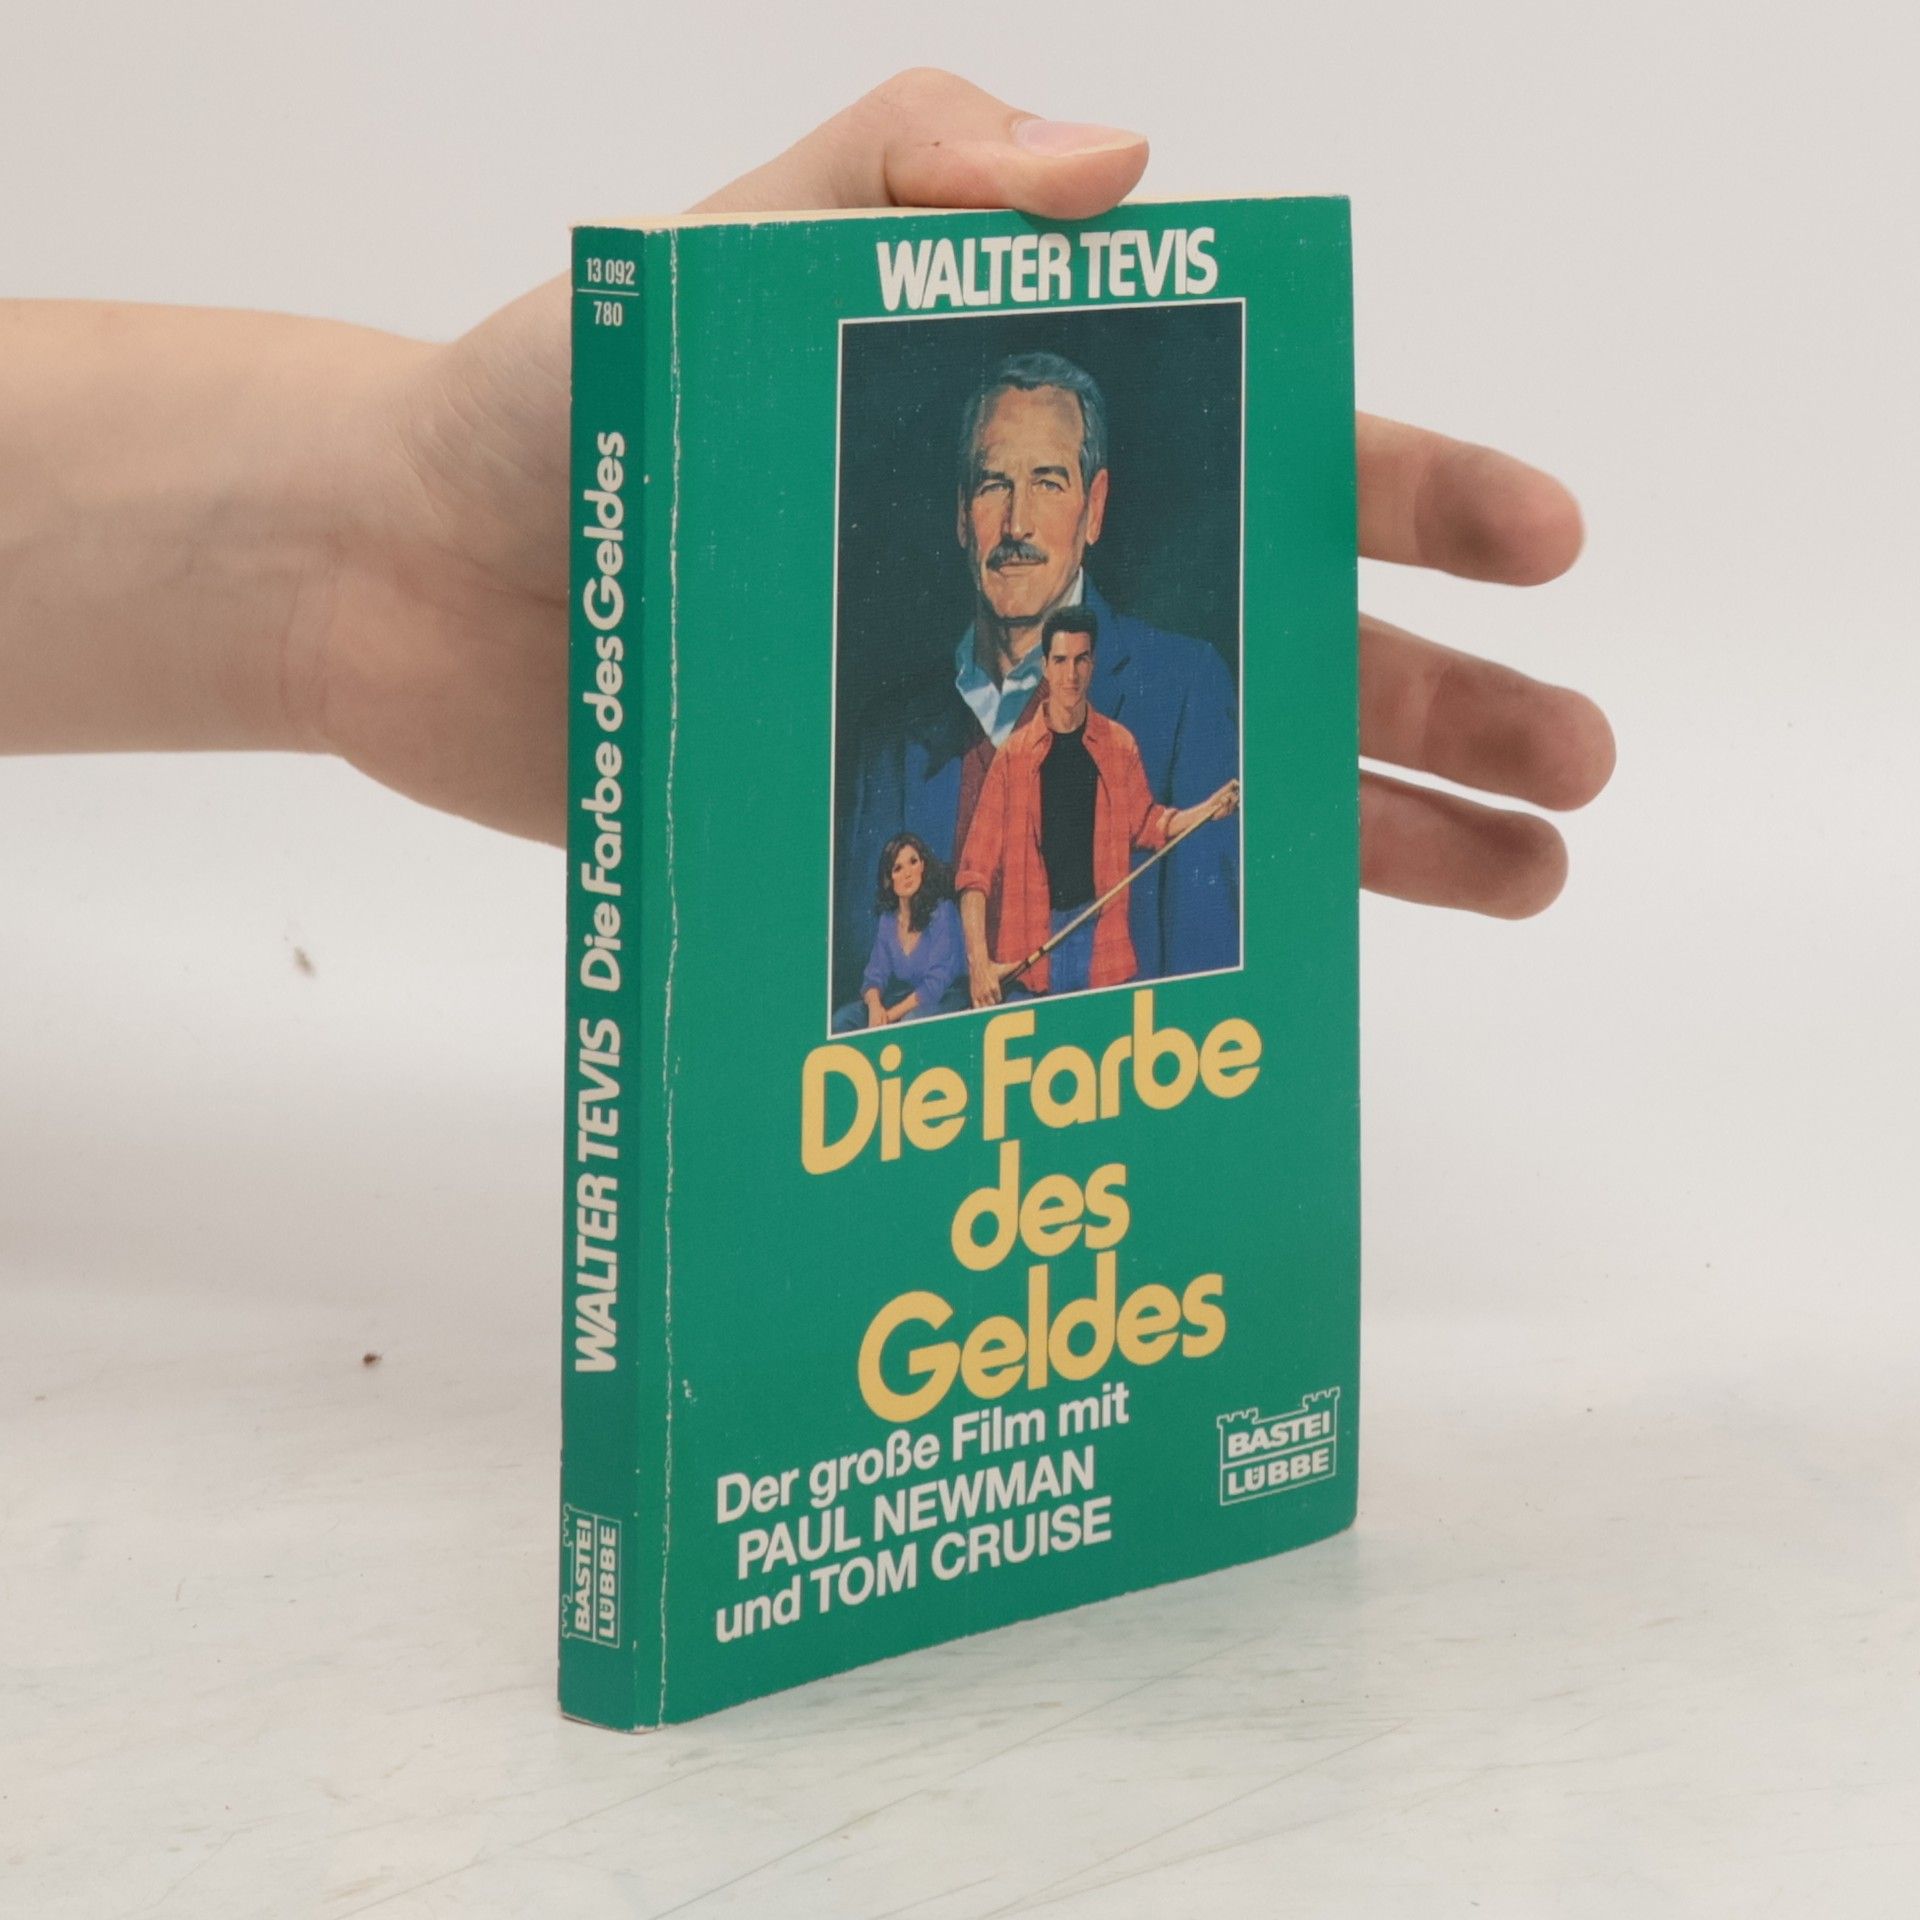 13 092
780
WALTER TEVIS Die Farbe des Geldes
BASTEI
LÜBBE
WALTER TEVIS
Die Farbe
des
Geldes
Der große Film mit
PAUL NEWMAN
und TOM CRUISE
BASTEI
LÜBBE